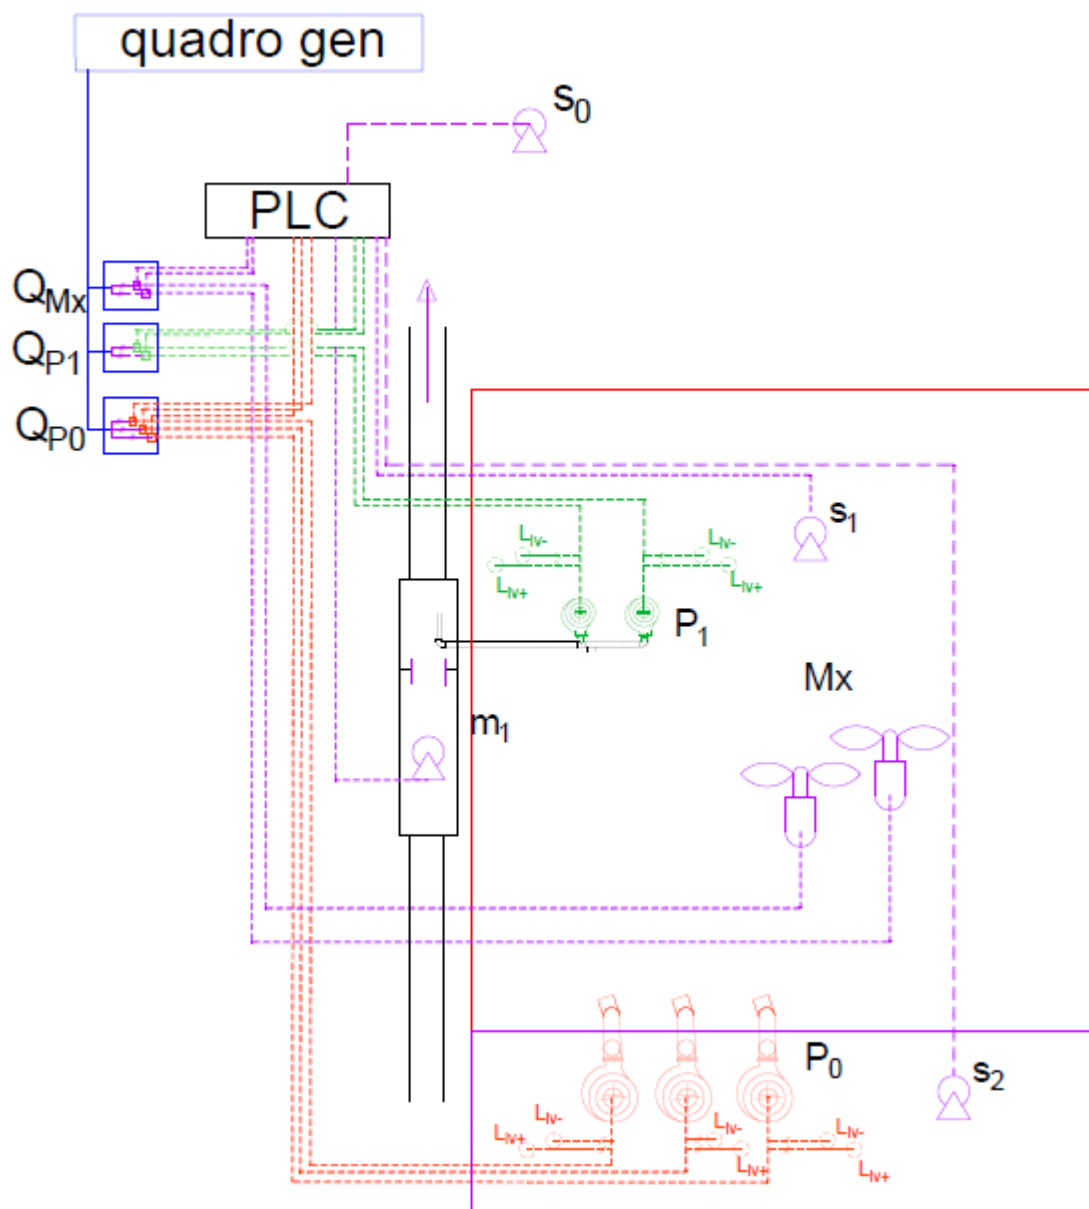 quadro gen
s0
PLC
QMx
QP1
QP0
s1
Llv-
Llv-
Llv+
Llv+
P1
Mx
m1
P0
s2
Llv-
Llv-
Llv-
Llv+
Llv+
Llv+